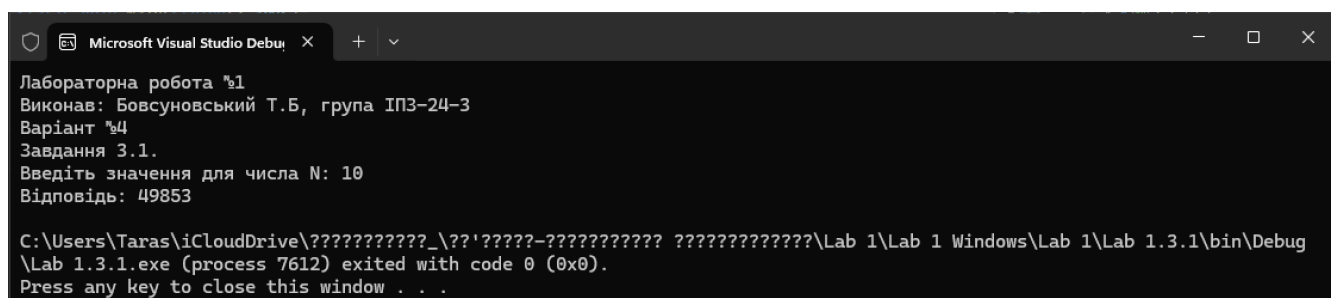 Microsoft Visual Studio Debu
Лабораторна робота №1
Виконав: Бовсуновський Т.Б, група ІПЗ-24-3
Варіант №4
Завдання 3.1.
Введіть значення для числа N: 10
Відповідь: 49853
C:\Users\Taras\iCloudDrive\???????????_\??'?????-??????????? ?????????????\Lab 1\Lab 1 Windows\Lab 1\Lab 1.3.1\bin\Debug
\Lab 1.3.1.exe (process 7612) exited with code 0 (0x0).
Press any key to close this window . . .